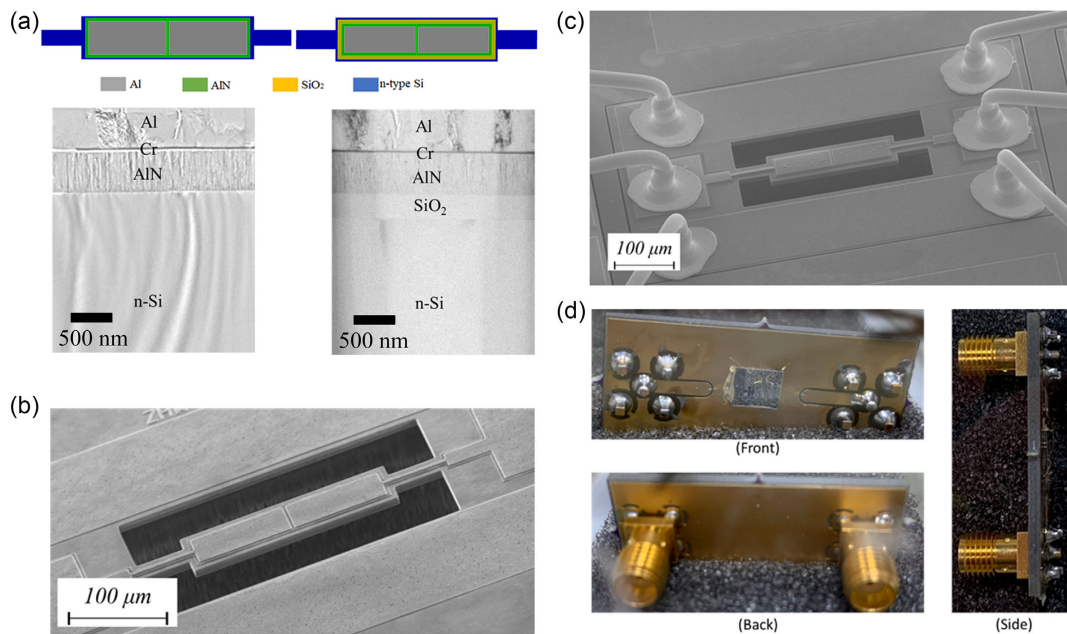 (a)
Al
AlN
SiO₂
n-type Si
Al
Cr
AlN
n-Si
500 nm
Al
Cr
AlN
SiO₂
n-Si
500 nm
(b)
100 μm
(c)
100 μm
(d)
(Front)
(Back)
(Side)